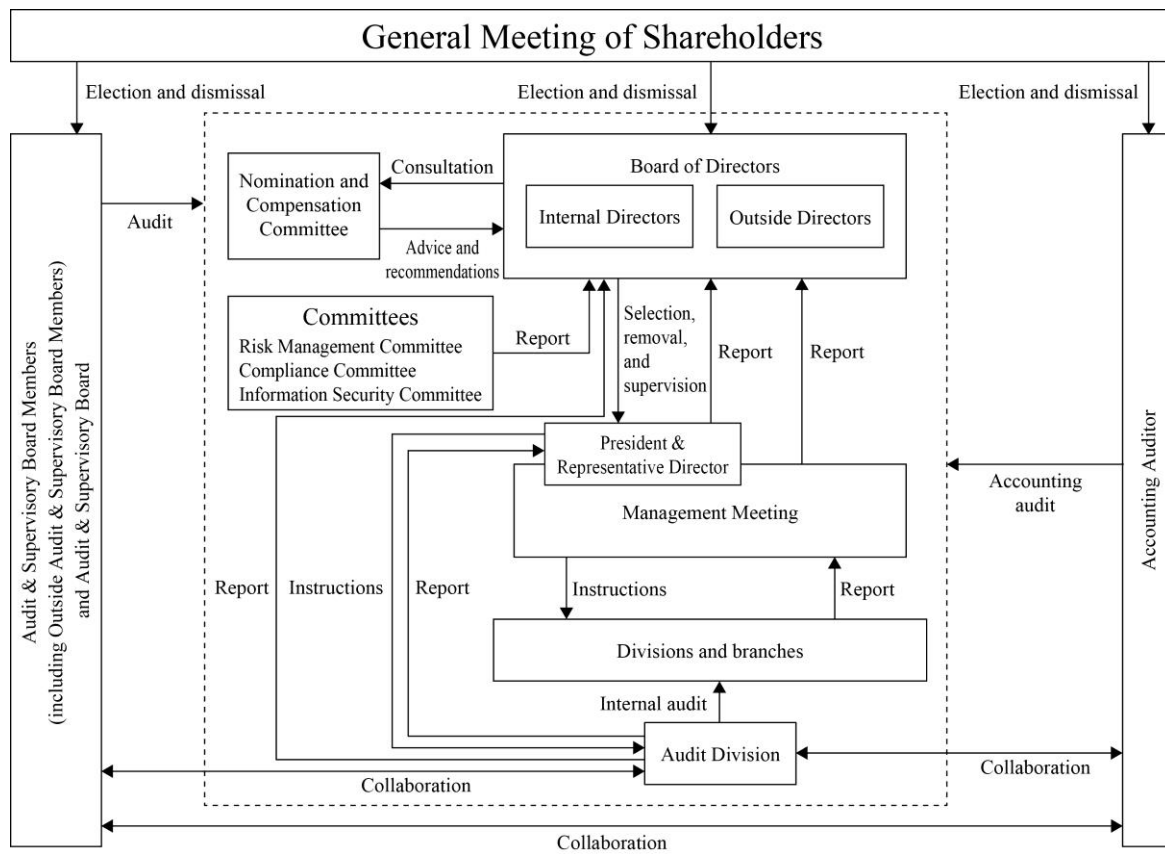 General Meeting of Shareholders
Election and dismissal
Election and dismissal
Election and dismissal
Audit & Supervisory Board Members
(including Outside Audit & Supervisory Board Members)
and Audit & Supervisory Board
Audit
Nomination and
Compensation
Committee
Consultation
Advice and
recommendations
Board of Directors
Internal Directors
Outside Directors
Committees
Risk Management Committee
Compliance Committee
Information Security Committee
Report
Selection,
removal,
and
supervision
Report
Report
President &
Representative Director
Management Meeting
Accounting
audit
Accounting Auditor
Report
Instructions
Report
Instructions
Report
Divisions and branches
Internal audit
Audit Division
Collaboration
Collaboration
Collaboration